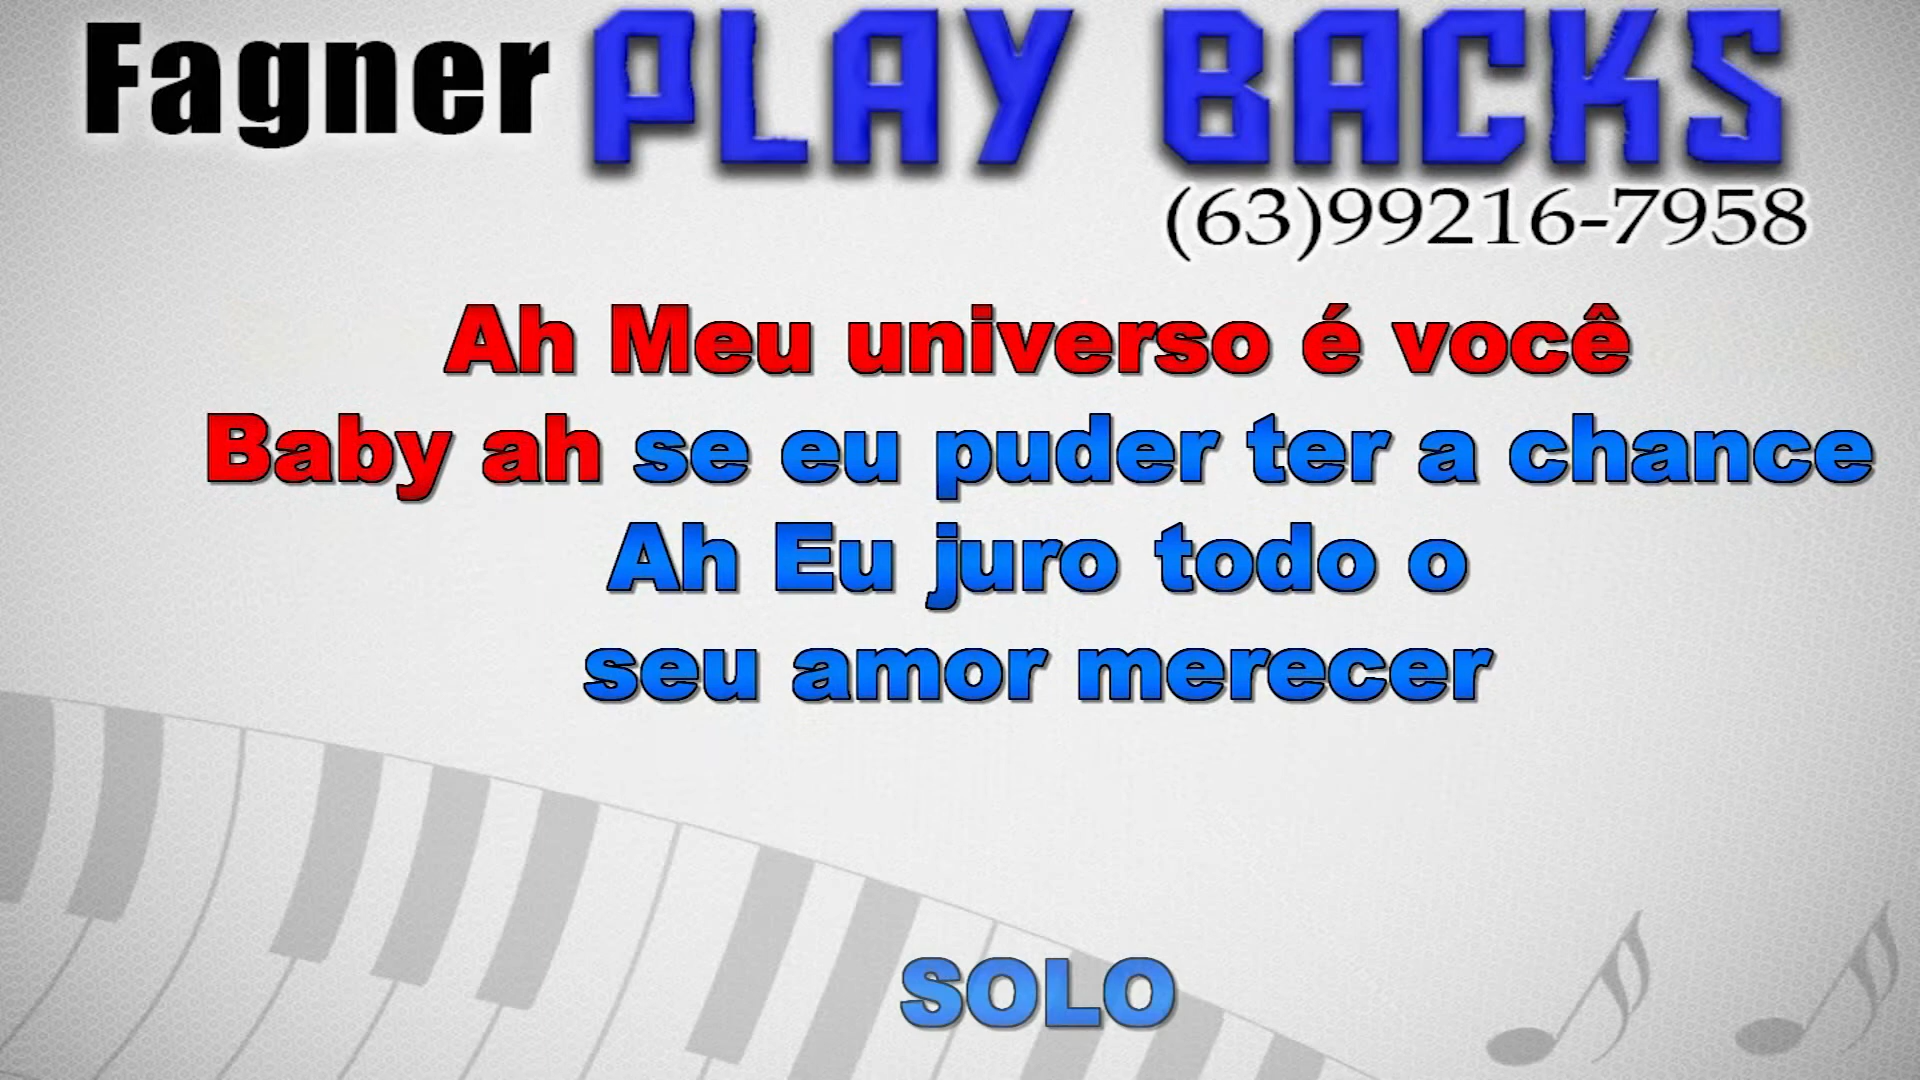 Fagner PLAY BACKS
(63)99216-7958
Ah Meu universo é você
Baby ah se eu puder ter a chance
Ah Eu juro todo o
seu amor merecer
SOLO